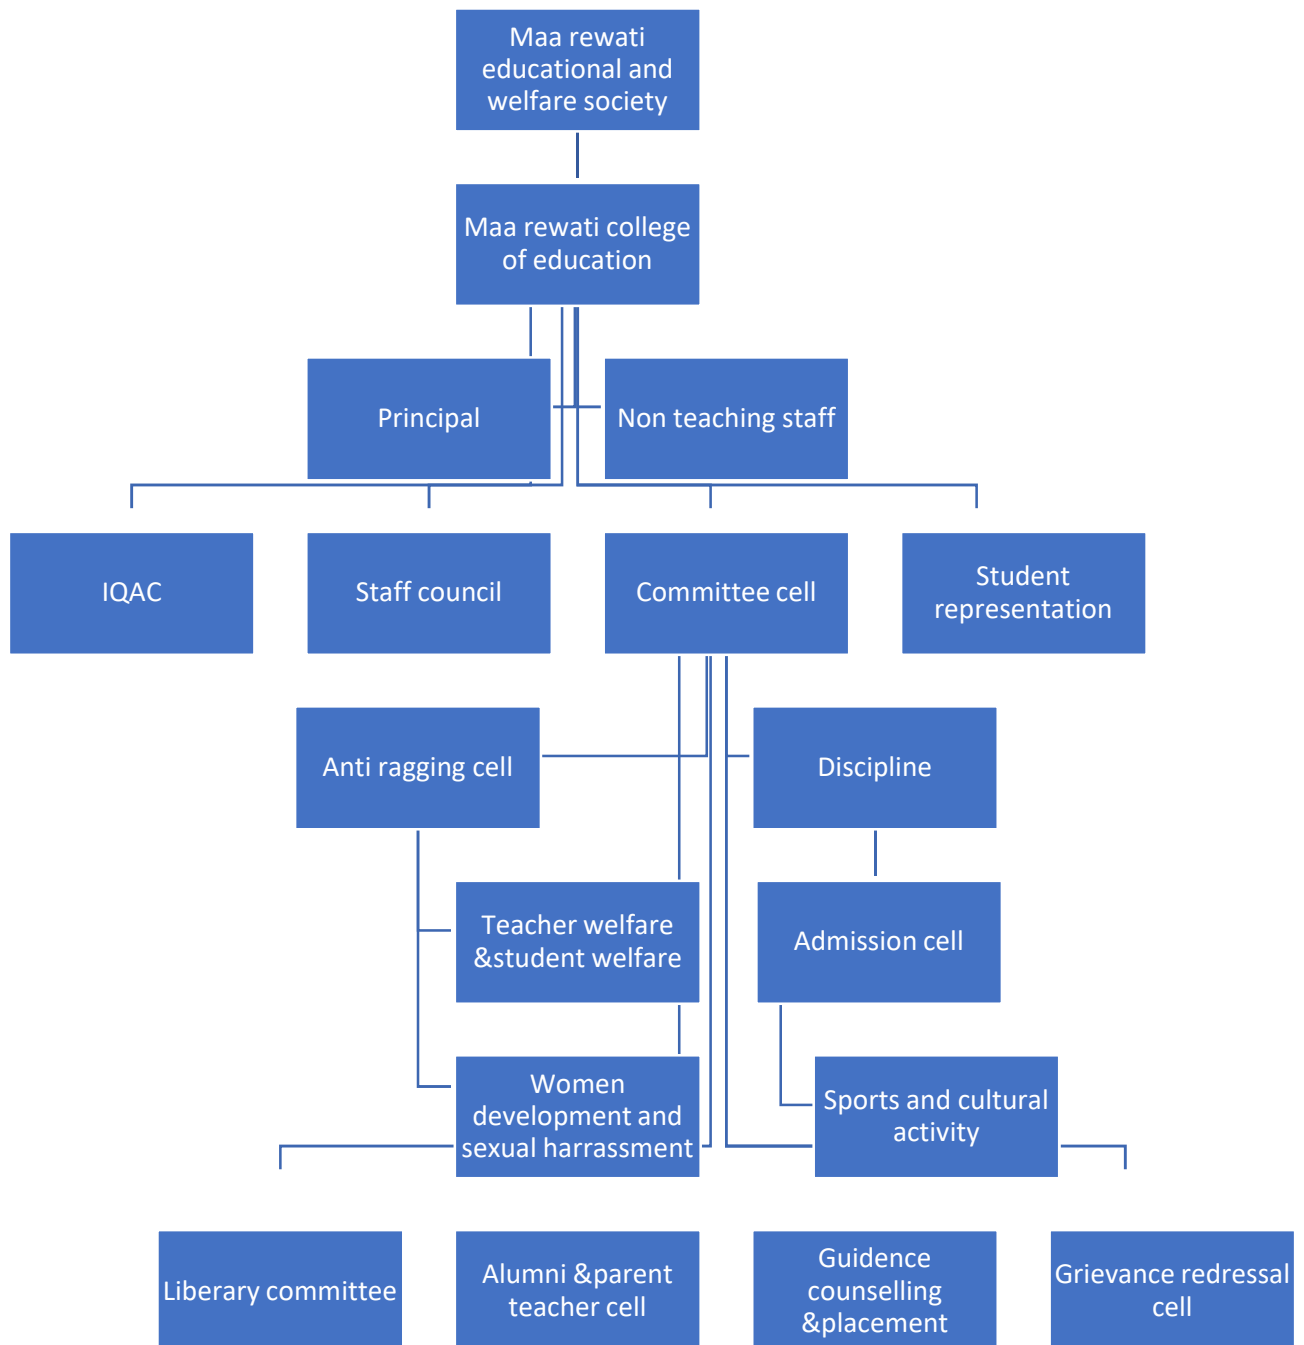 Maa rewati
educational and
welfare society
Maa rewati college
of education
Principal
Non teaching staff
IQAC
Staff council
Committee cell
Student
representation
Anti ragging cell
Discipline
Teacher welfare
&student welfare
Admission cell
Women
development and
sexual harrassment
Sports and cultural
activity
Liberary committee
Alumni &parent
teacher cell
Guidence
counselling
&placement
Grievance redressal
cell